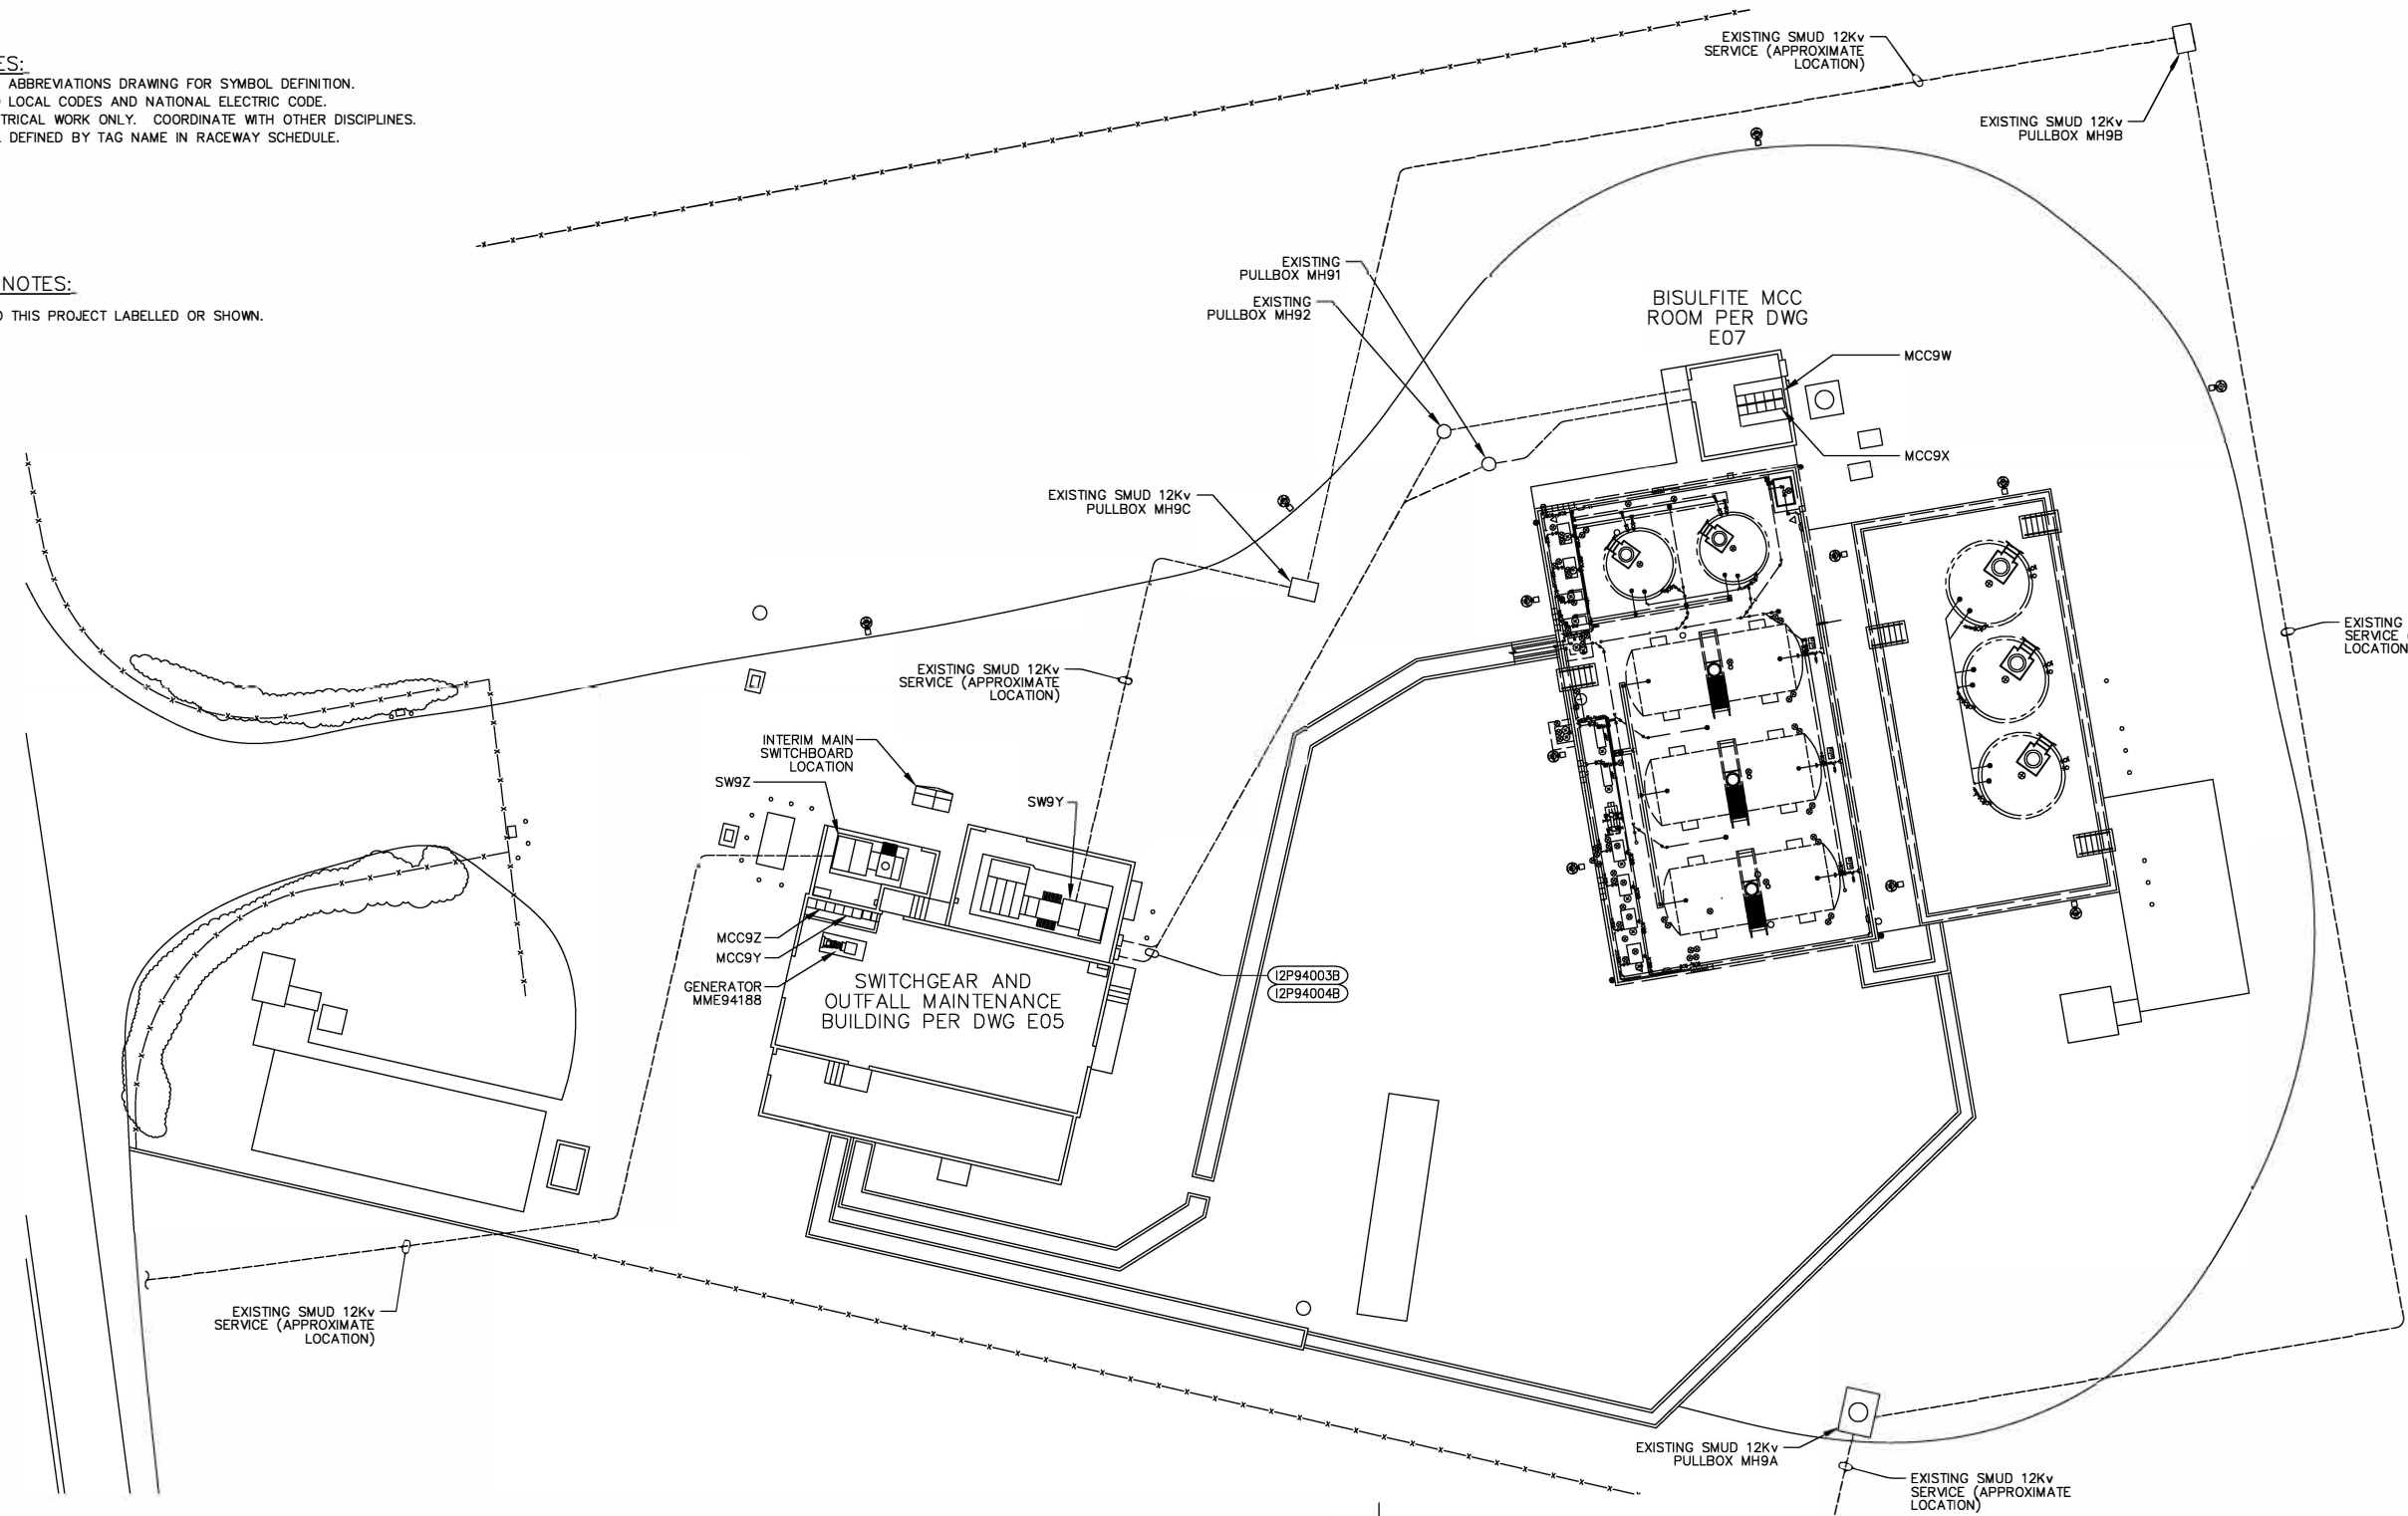 ES:
ABBREVIATIONS DRAWING FOR SYMBOL DEFINITION.
LOCAL CODES AND NATIONAL ELECTRIC CODE.
TRICAL WORK ONLY.  COORDINATE WITH OTHER DISCIPLINES.
DEFINED BY TAG NAME IN RACEWAY SCHEDULE.
NOTES:
THIS PROJECT LABELLED OR SHOWN.
EXISTING SMUD 12Kv
SERVICE (APPROXIMATE
LOCATION)
EXISTING SMUD 12Kv
PULLBOX MH9B
EXISTING
PULLBOX MH91
EXISTING
PULLBOX MH92
BISULFITE MCC
ROOM PER DWG
E07
MCC9W
MCC9X
EXISTING SMUD 12Kv
PULLBOX MH9C
EXISTING
SERVICE
LOCATION
EXISTING SMUD 12Kv
SERVICE (APPROXIMATE
LOCATION)
INTERIM MAIN
SWITCHBOARD
LOCATION
SW9Z
SW9Y
MCC9Z
MCC9Y
GENERATOR
MME94188
SWITCHGEAR AND
OUTFALL MAINTENANCE
BUILDING PER DWG E05
I2P94003B
I2P94004B
EXISTING SMUD 12Kv
SERVICE (APPROXIMATE
LOCATION)
EXISTING SMUD 12Kv
PULLBOX MH9A
EXISTING SMUD 12Kv
SERVICE (APPROXIMATE
LOCATION)